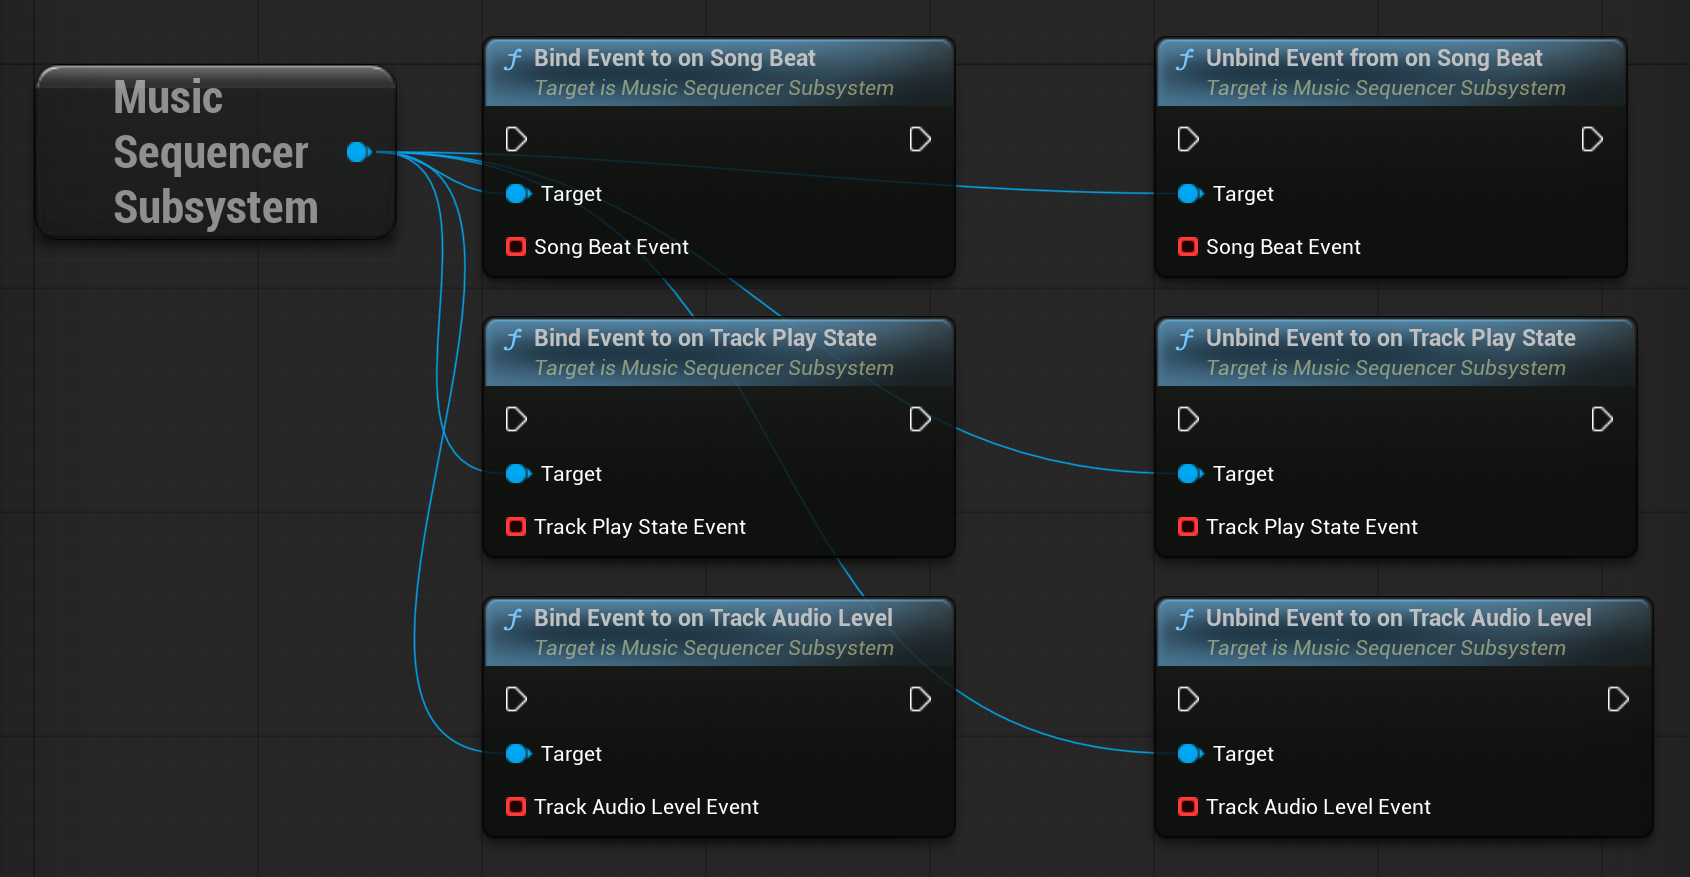 Music
Sequencer
Subsystem
Bind Event to on Song Beat
Target is Music Sequencer Subsystem
Target
Song Beat Event
Unbind Event from on Song Beat
Target is Music Sequencer Subsystem
Target
Song Beat Event
Bind Event to on Track Play State
Target is Music Sequencer Subsystem
Target
Track Play State Event
Unbind Event to on Track Play State
Target is Music Sequencer Subsystem
Target
Track Play State Event
Bind Event to on Track Audio Level
Target is Music Sequencer Subsystem
Target
Track Audio Level Event
Unbind Event to on Track Audio Level
Target is Music Sequencer Subsystem
Target
Track Audio Level Event